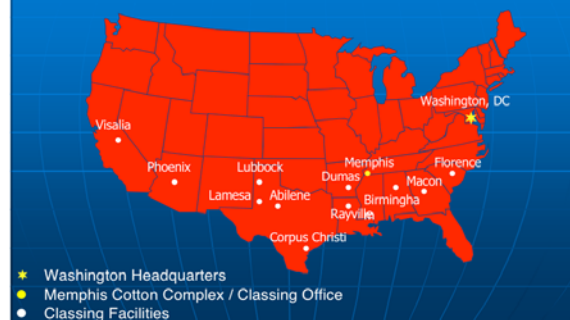 Washington, DC
Visalia
Phoenix
Lubbock
Memphis
Florence
Dumas
Macon
Lamesa
Abilene
Birmingha
m
Rayville
Corpus Christi
Washington Headquarters
Memphis Cotton Complex / Classing Office
Classing Facilities